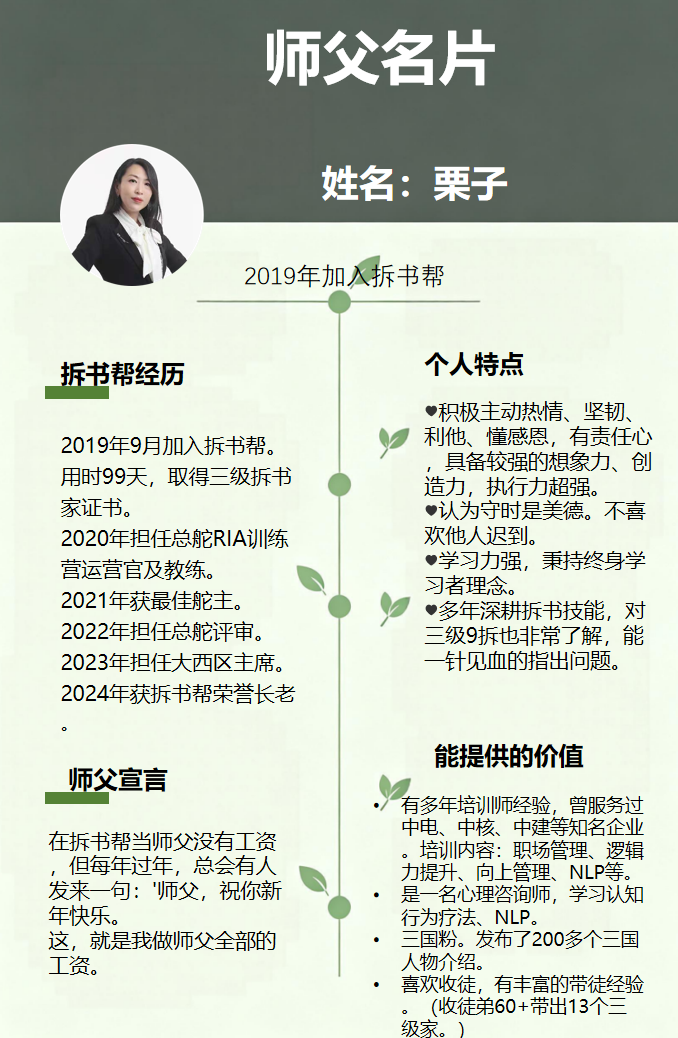 师父名片
姓名：栗子
2019年加入拆书帮
拆书帮经历
2019年9月加入拆书帮。
用时99天，取得三级拆书
家证书。
2020年担任总舵RIA训练
营运营官及教练。
2021年获最佳舵主。
2022年担任总舵评审。
2023年担任大西区主席。
2024年获拆书帮荣誉长老
。
师父宣言
在拆书帮当师父没有工资
，但每年过年，总会有人
发来一句：'师父，祝你新
年快乐。
这，就是我做师父全部的
工资。
个人特点
♥积极主动热情、坚韧、
利他、懂感恩，有责任心
，具备较强的想象力、创
造力，执行力超强。
♥认为守时是美德。不喜
欢他人迟到。
♥学习力强，秉持终身学
习者理念。
♥多年深耕拆书技能，对
三级9拆也非常了解，能
一针见血的指出问题。
能提供的价值
• 有多年培训师经验，曾服务过
中电、中核、中建等知名企业
。培训内容：职场管理、逻辑
力提升、向上管理、NLP等。
• 是一名心理咨询师，学习认知
行为疗法、NLP。
• 三国粉。发布了200多个三国
人物介绍。
• 喜欢收徒，有丰富的带徒经验
。（收徒弟60+带出13个三
级家。）